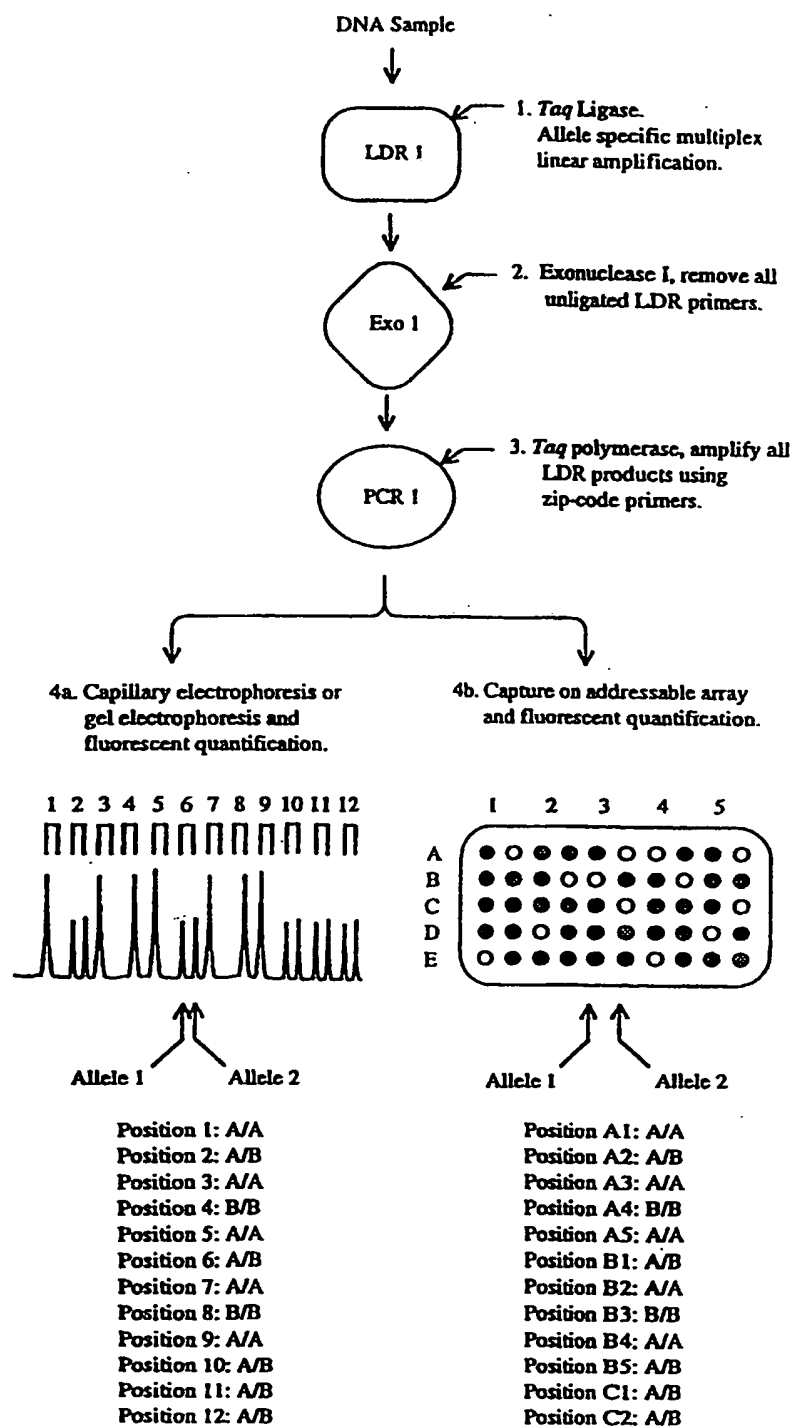 DNA Sample
LDR 1
1. Taq Ligase.
Allele specific multiplex
linear amplification.
Exo 1
2. Exonuclease I, remove all
unligated LDR primers.
PCR 1
3. Taq polymerase, amplify all
LDR products using
zip-code primers.
4a. Capillary electrophoresis or
gel electrophoresis and
fluorescent quantification.
1 2 3 4 5 6 7 8 9 10 11 12
Allele 1 Allele 2
Position 1: A/A
Position 2: A/B
Position 3: A/A
Position 4: B/B
Position 5: A/A
Position 6: A/B
Position 7: A/A
Position 8: B/B
Position 9: A/A
Position 10: A/B
Position 11: A/B
Position 12: A/B
4b. Capture on addressable array
and fluorescent quantification.
1 2 3 4 5
A
B
C
D
E
Allele 1 Allele 2
Position A1: A/A
Position A2: A/B
Position A3: A/A
Position A4: B/B
Position A5: A/A
Position B1: A/B
Position B2: A/A
Position B3: B/B
Position B4: A/A
Position B5: A/B
Position C1: A/B
Position C2: A/B